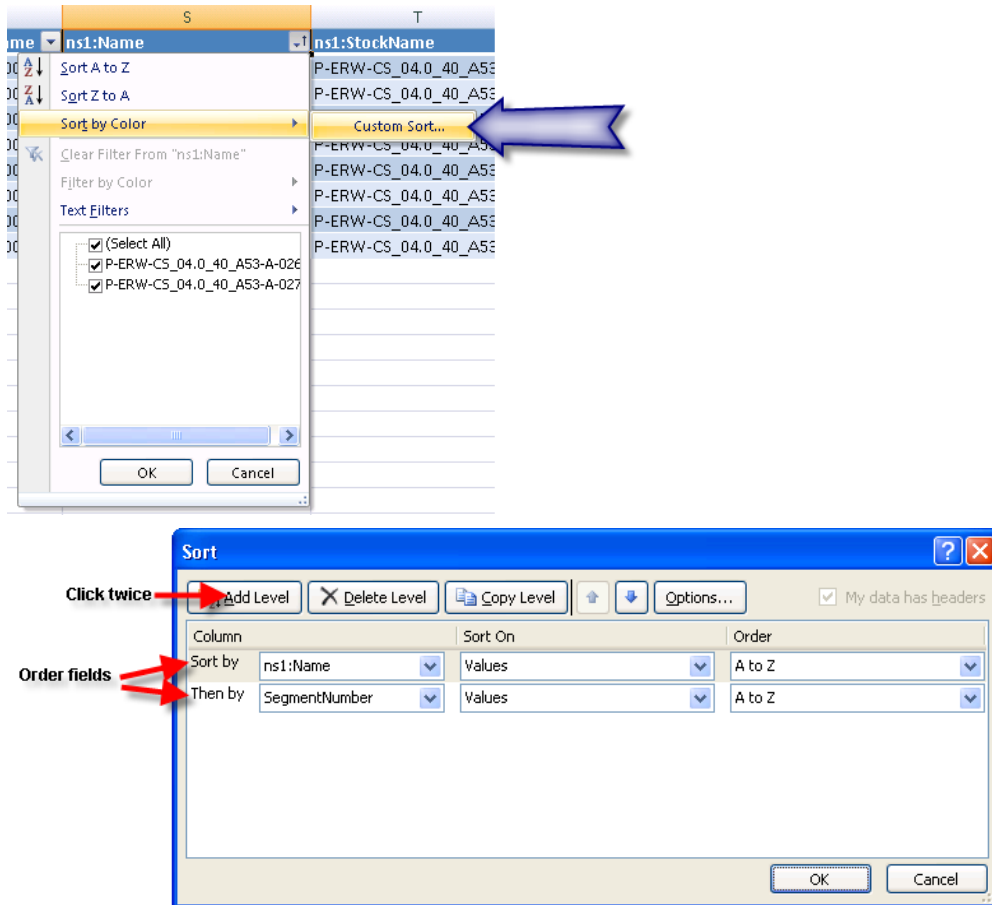 S T
ame ns1:Name ns1:StockName
Sort A to Z
P-ERW-CS_04.0_40_A53
Sort Z to A
P-ERW-CS_04.0_40_A53
Sort by Color
Custom Sort...
P-ERW-CS_04.0_40_A53
Clear Filter From "ns1:Name"
P-ERW-CS_04.0_40_A53
Filter by Color
P-ERW-CS_04.0_40_A53
Text Filters
P-ERW-CS_04.0_40_A53
(Select All)
P-ERW-CS_04.0_40_A53
P-ERW-CS_04.0_40_A53-A-026
P-ERW-CS_04.0_40_A53-A-027
OK Cancel
Sort
Click twice
Add Level Delete Level Copy Level Options... My data has headers
Column Sort On Order
Order fields
Sort by ns1:Name Values A to Z
Then by SegmentNumber Values A to Z
OK Cancel